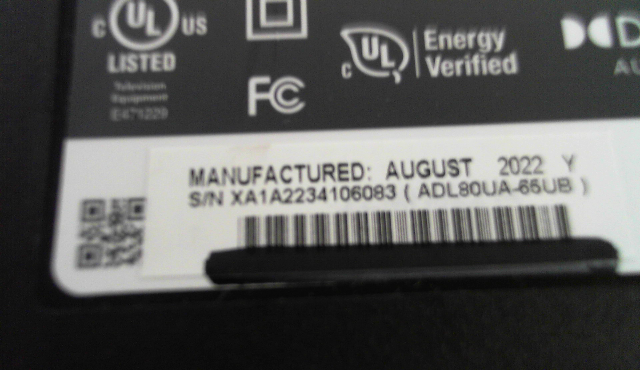 c UL US
LISTED
Television
Equipment
E471229
FC
c UL Energy
Verified
MANUFACTURED: AUGUST 2022 Y
S/N XA1A2234106083 ( ADL80UA-65UB )